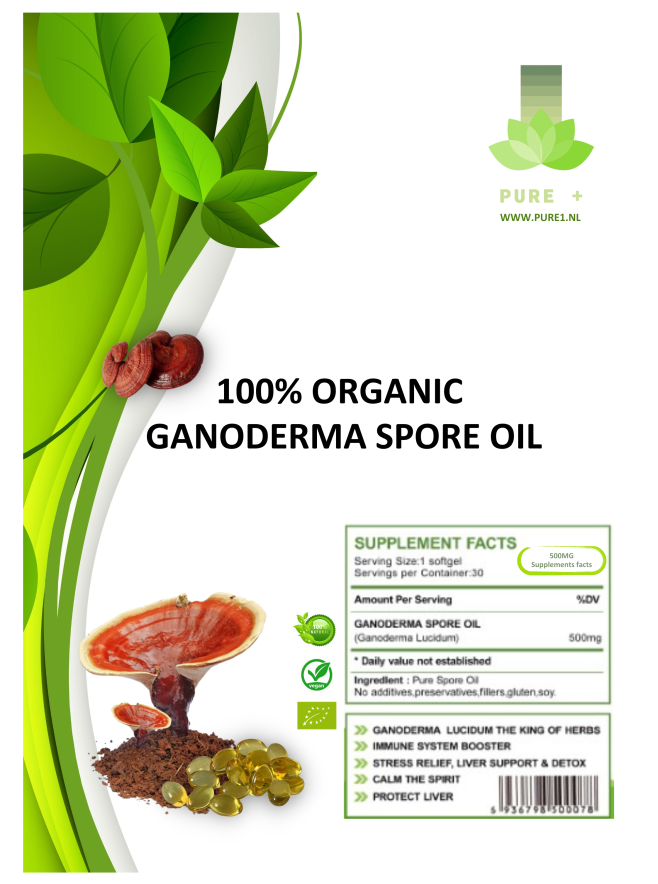 PURE +
WWW.PURE1.NL
100% ORGANIC
GANODERMA SPORE OIL
SUPPLEMENT FACTS
Serving Size:1 softgel
Servings per Container:30
500MG
Supplements facts
Amount Per Serving %DV
GANODERMA SPORE OIL
(Ganoderma Lucidum) 500mg
* Daily value not established
Ingredient : Pure Spore Oil
No additives,preservatives,fillers,gluten,soy.
100%
NATURAL
vegan
GANODERMA LUCIDUM THE KING OF HERBS
IMMUNE SYSTEM BOOSTER
STRESS RELIEF, LIVER SUPPORT & DETOX
CALM THE SPIRIT
PROTECT LIVER
5 936798 500078